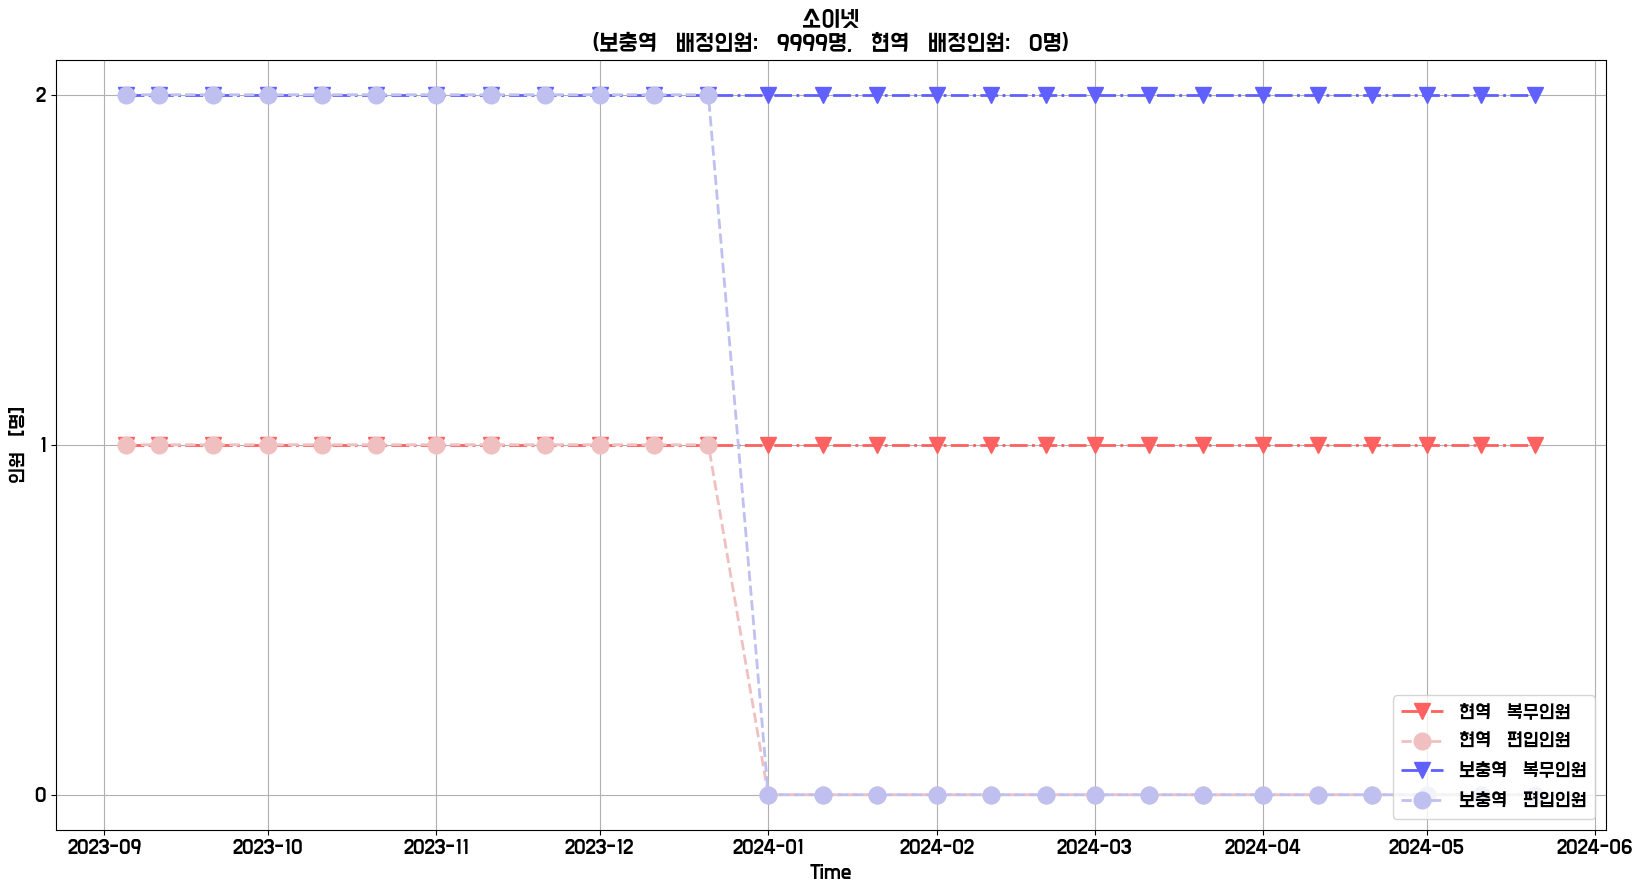 소이넷
(보충역 배정인원: 9999명, 현역 배정인원: 0명)
인원 [명]
2
1
0
현역 복무인원
현역 편입인원
보충역 복무인원
보충역 편입인원
2023-09 2023-10 2023-11 2023-12 2024-01 2024-02 2024-03 2024-04 2024-05 2024-06
Time